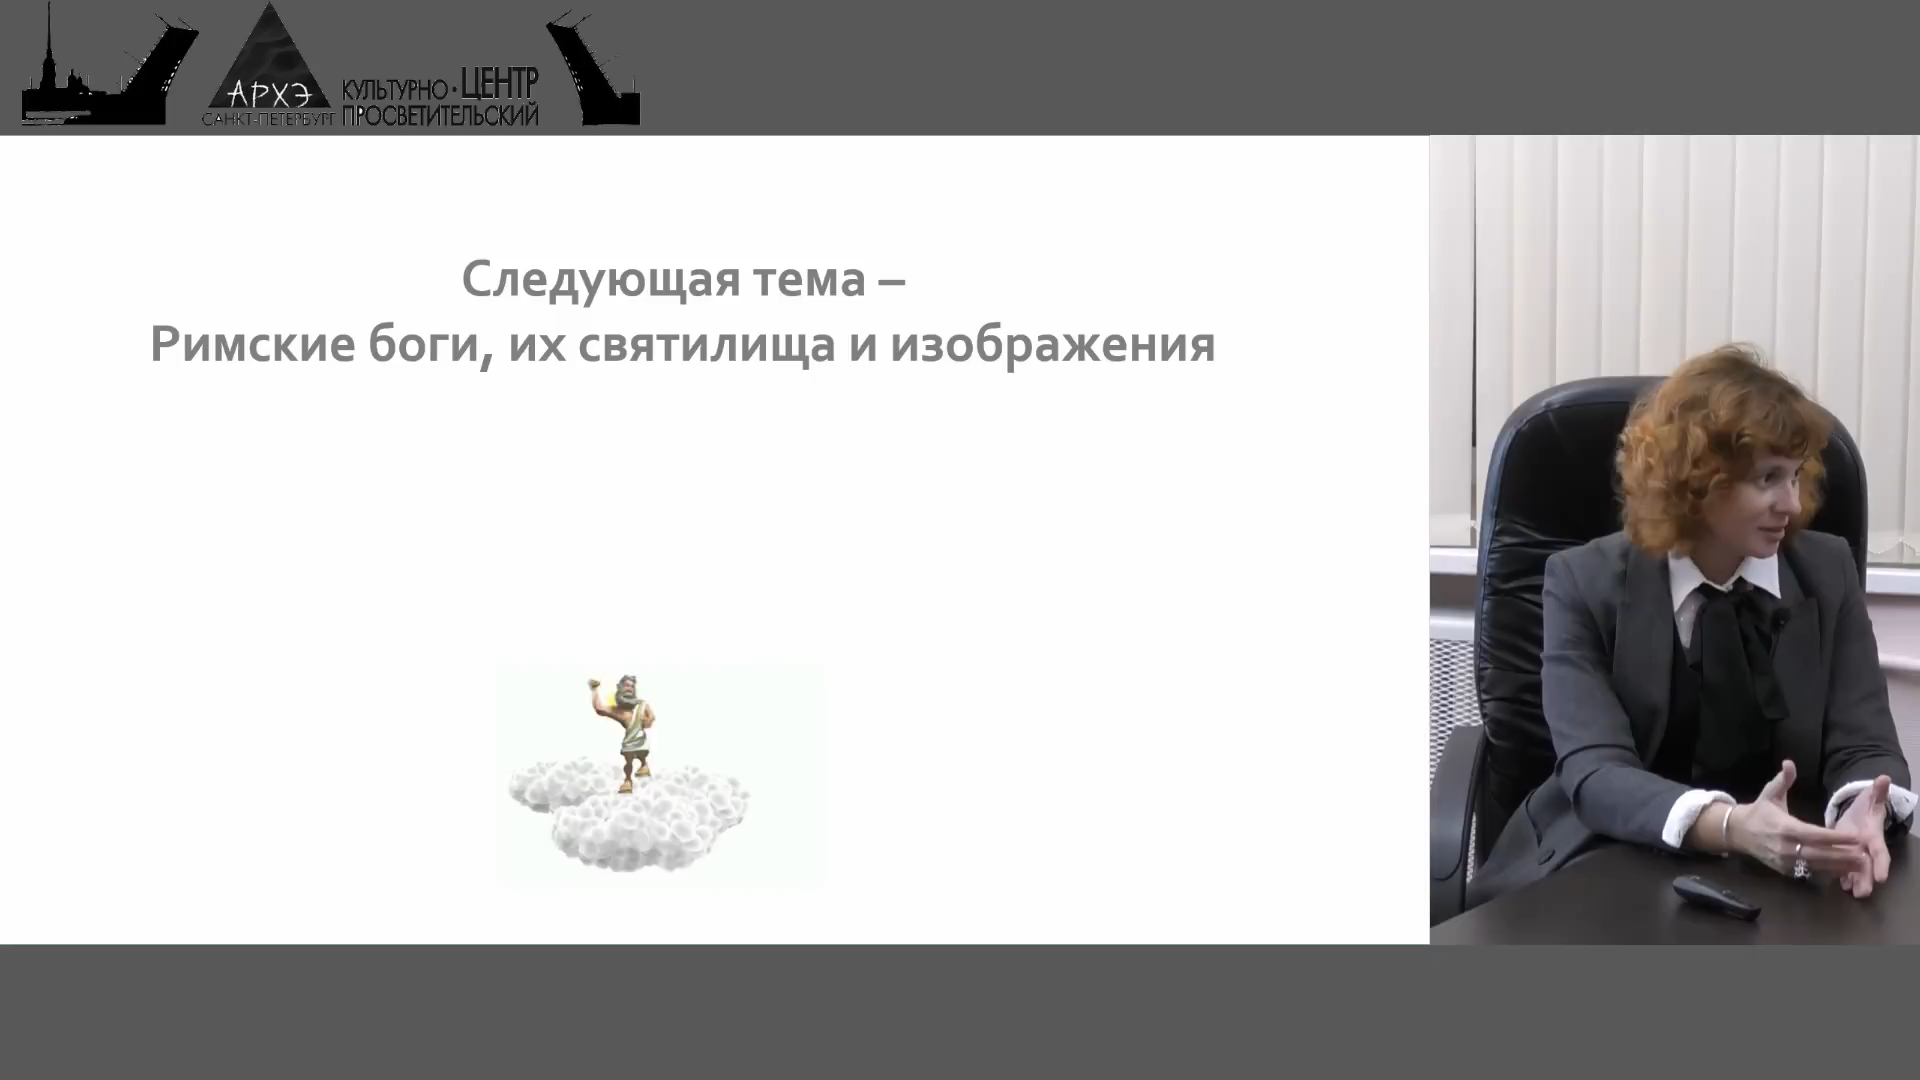 АРХЭ
САНКТ-ПЕТЕРБУРГ
КУЛЬТУРНО-ЦЕНТР
ПРОСВЕТИТЕЛЬСКИЙ
Следующая тема –
Римские боги, их святилища и изображения